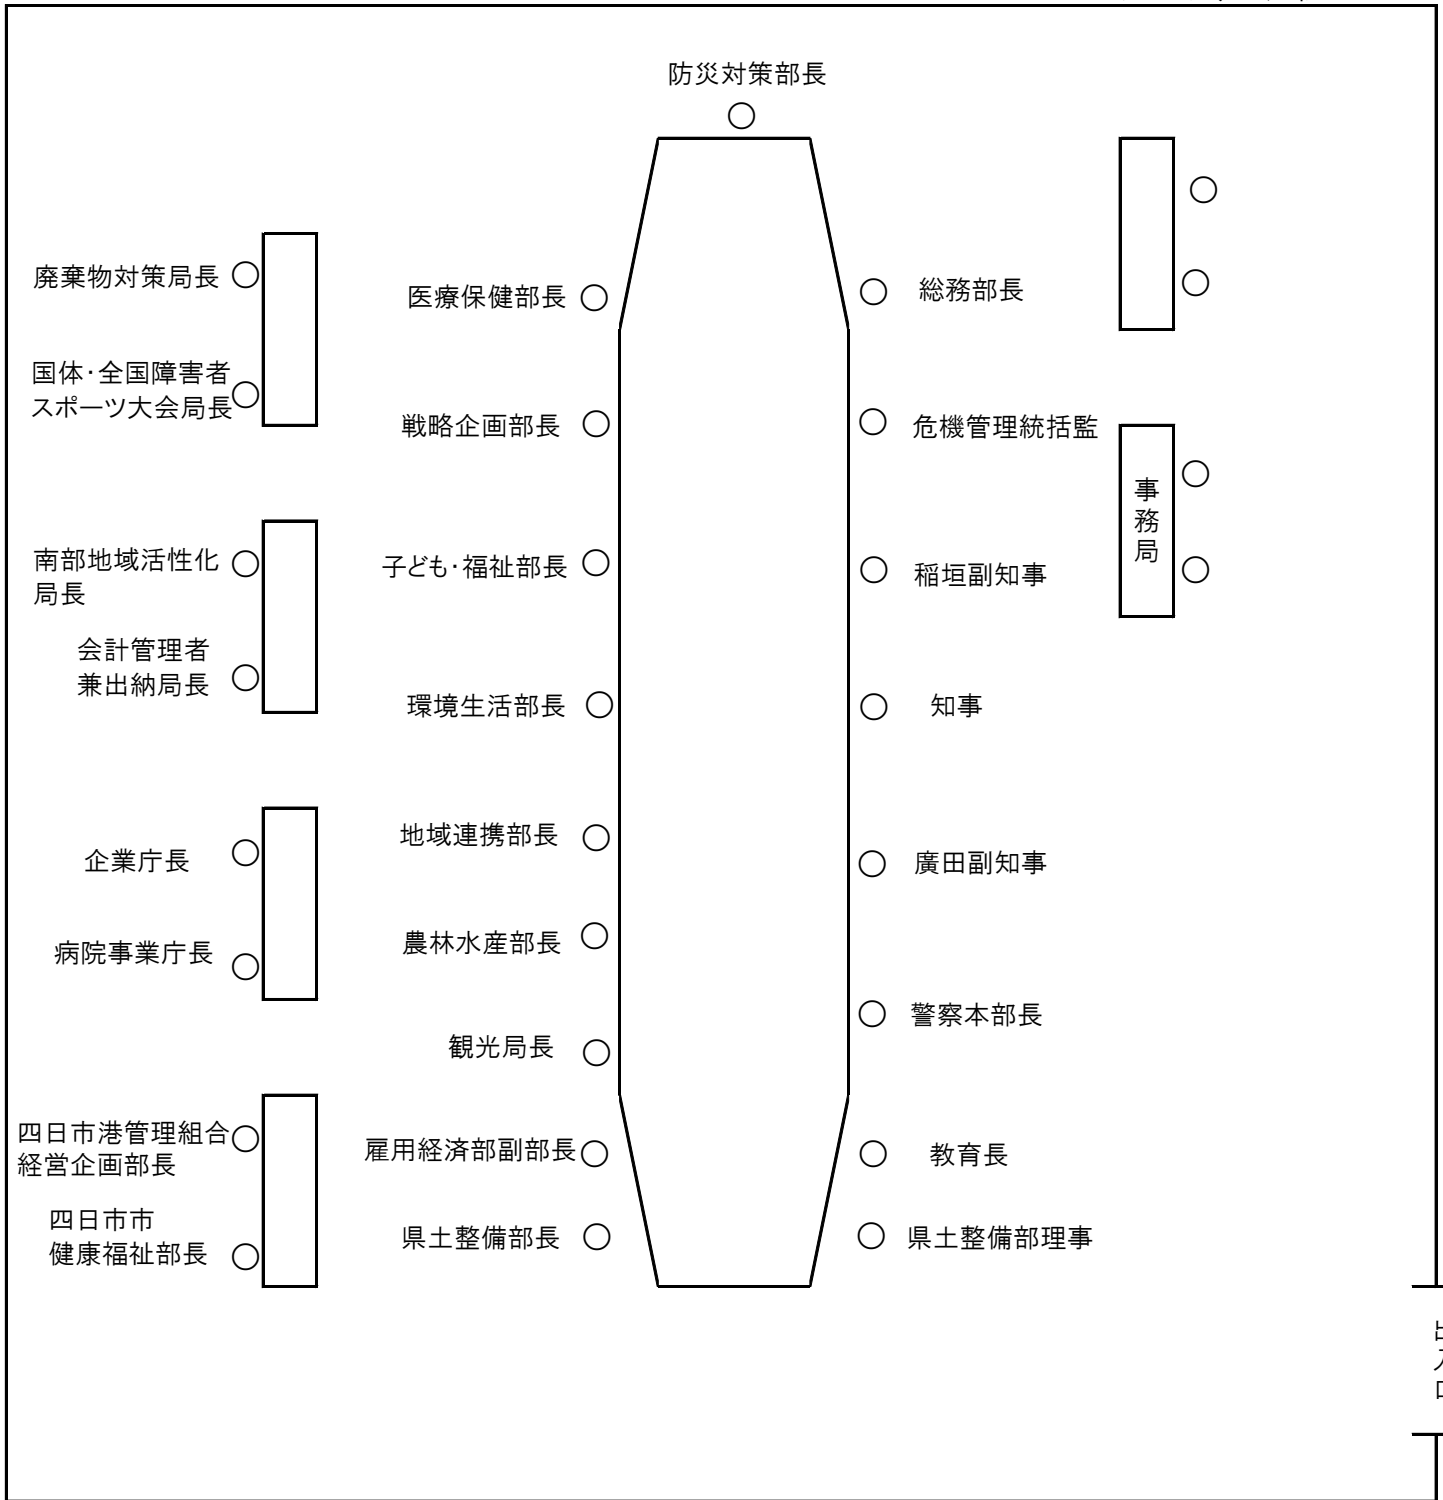 防災対策部長
廃棄物対策局長
国体・全国障害者
スポーツ大会局長
南部地域活性化
局長
会計管理者
兼出納局長
企業庁長
病院事業庁長
四日市港管理組合
経営企画部長
四日市市
健康福祉部長
医療保健部長
戦略企画部長
子ども・福祉部長
環境生活部長
地域連携部長
農林水産部長
観光局長
雇用経済部副部長
県土整備部長
総務部長
危機管理統括監
稲垣副知事
知事
廣田副知事
警察本部長
教育長
県土整備部理事
事務局
出入口